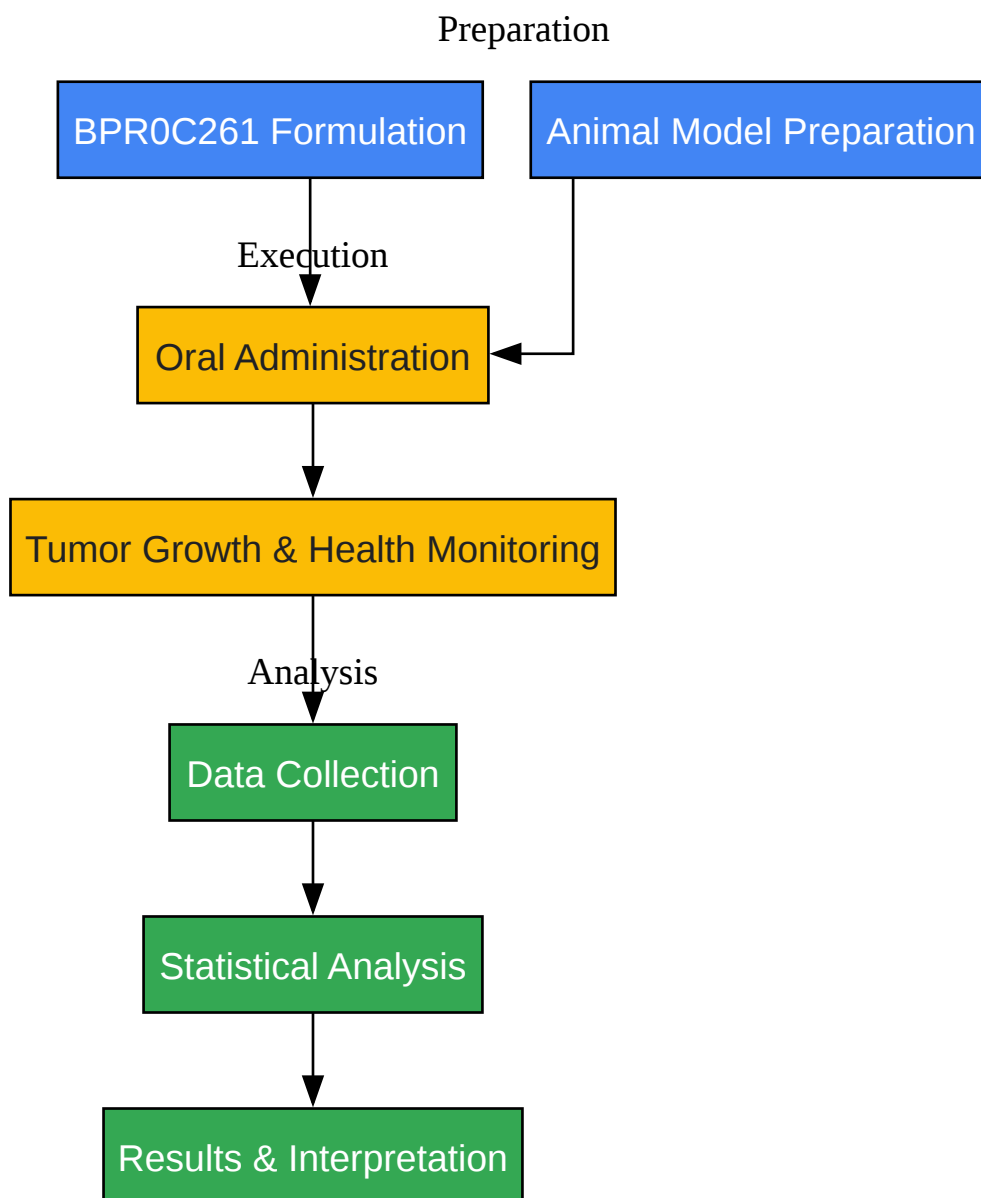 Preparation
BPR0C261 Formulation
Animal Model Preparation
Execution
Oral Administration
Tumor Growth & Health Monitoring
Analysis
Data Collection
Statistical Analysis
Results & Interpretation